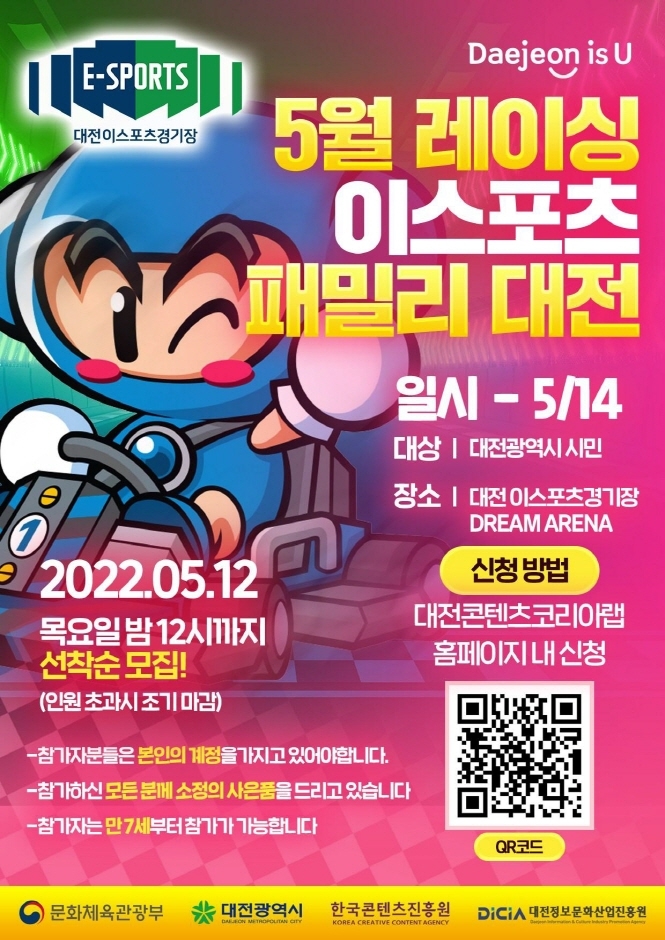 E-SPORTS
대전이스포츠경기장
Daejeon is U
5월 레이싱
이스포츠
패밀리 대전
일시 - 5/14
대상 | 대전광역시 시민
장소 | 대전 이스포츠경기장
DREAM ARENA
신청 방법
대전콘텐츠코리아랩
홈페이지 내 신청
1
2022.05.12
목요일 밤 12시까지
선착순 모집!
(인원 초과시 조기 마감)
-참가자분들은 본인의 계정을가지고 있어야합니다.
-참가하신 모든 분께 소정의 사은품을 드리고 있습니다
-참가자는 만 7세부터 참가가 가능합니다
QR코드
문화체육관광부
대전광역시
DAEJEON METROPOLITAN CITY
한국콘텐츠진흥원
KOREA CREATIVE CONTENT AGENCY
DiCiA 대전정보문화산업진흥원
Daejeon Information & Culture Industry Promotion Agency